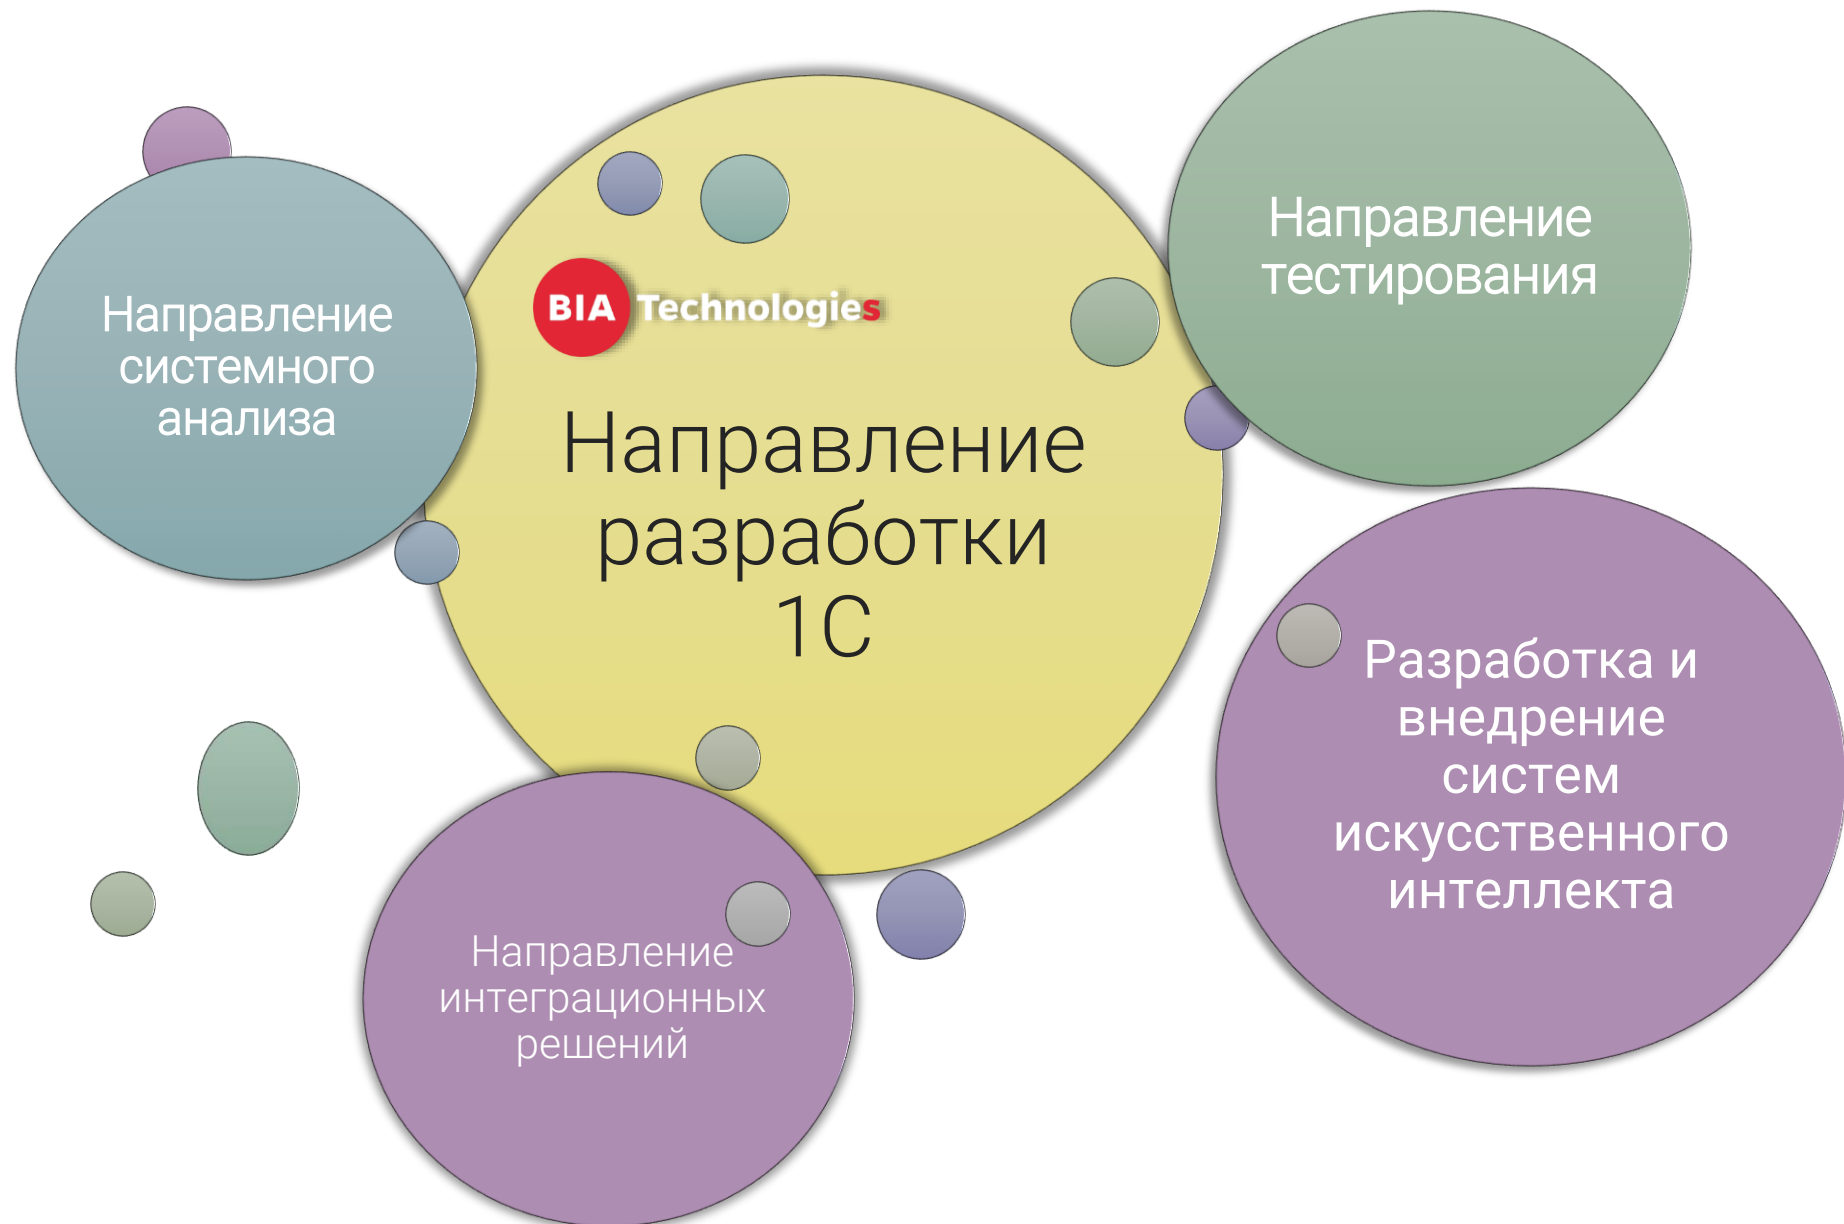 Направление
системного
анализа
BIA Technologies
Направление
разработки
1С
Направление
тестирования
Разработка и
внедрение
систем
искусственного
интеллекта
Направление
интеграционных
решений